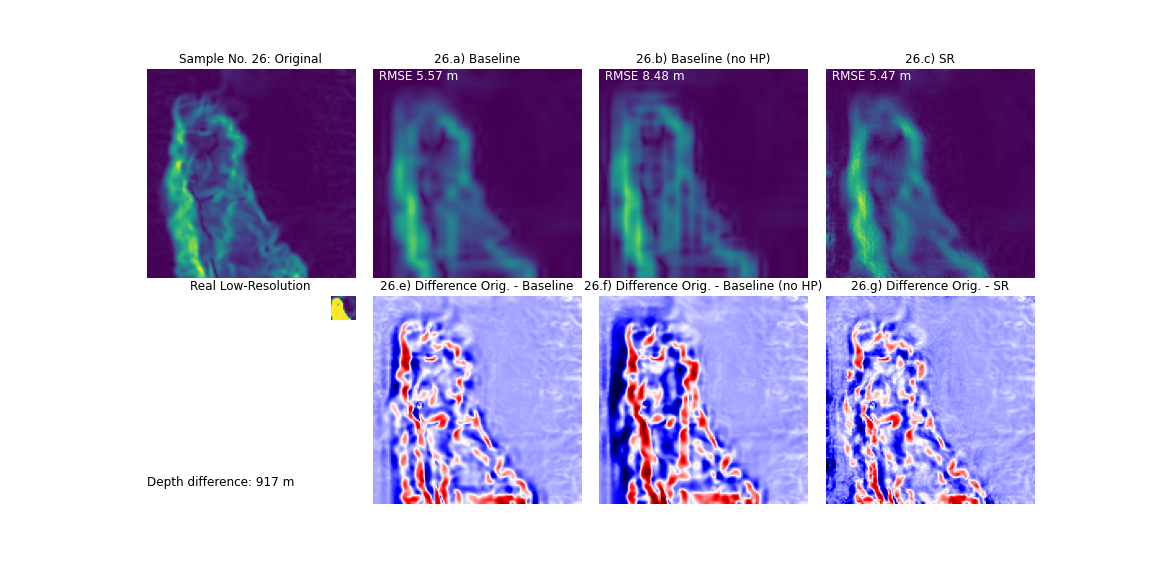 Sample No. 26: Original
26.a) Baseline
26.b) Baseline (no HP)
26.c) SR
RMSE 5.57 m
RMSE 8.48 m
RMSE 5.47 m
Real Low-Resolution
26.e) Difference Orig. - Baseline
26.f) Difference Orig. - Baseline (no HP)
26.g) Difference Orig. - SR
Depth difference: 917 m